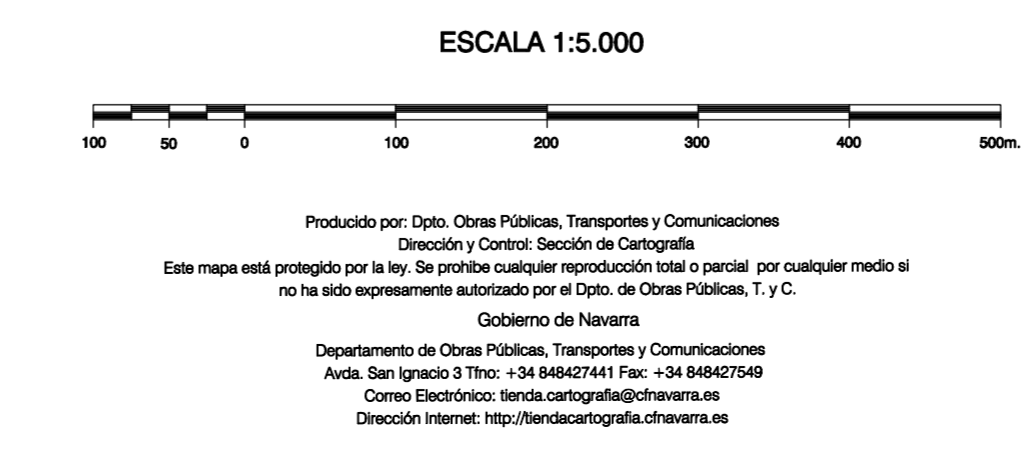 ESCALA 1:5.000
100 50 0 100 200 300 400 500m.
Producido por: Dpto. Obras Públicas, Transportes y Comunicaciones
Dirección y Control: Sección de Cartografía
Este mapa está protegido por la ley. Se prohibe cualquier reproducción total o parcial por cualquier medio si
no ha sido expresamente autorizado por el Dpto. de Obras Públicas, T. y C.
Gobierno de Navarra
Departamento de Obras Públicas, Transportes y Comunicaciones
Avda. San Ignacio 3 Tfno: +34 848427441 Fax: +34 848427549
Correo Electrónico: tienda.cartografia@cfnavarra.es
Dirección Internet: http://tiendacartografia.cfnavarra.es